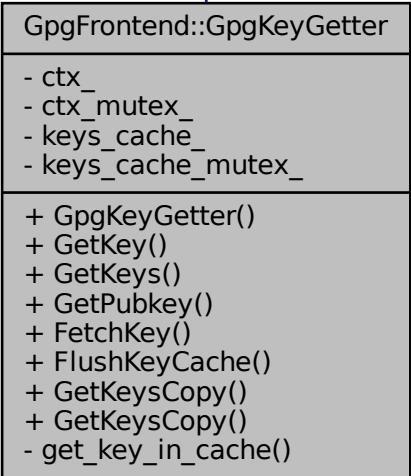 GpgFrontend::GpgKeyGetter
- ctx_
- ctx_mutex_
- keys_cache_
- keys_cache_mutex_
+ GpgKeyGetter()
+ GetKey()
+ GetKeys()
+ GetPubkey()
+ FetchKey()
+ FlushKeyCache()
+ GetKeysCopy()
+ GetKeysCopy()
- get_key_in_cache()